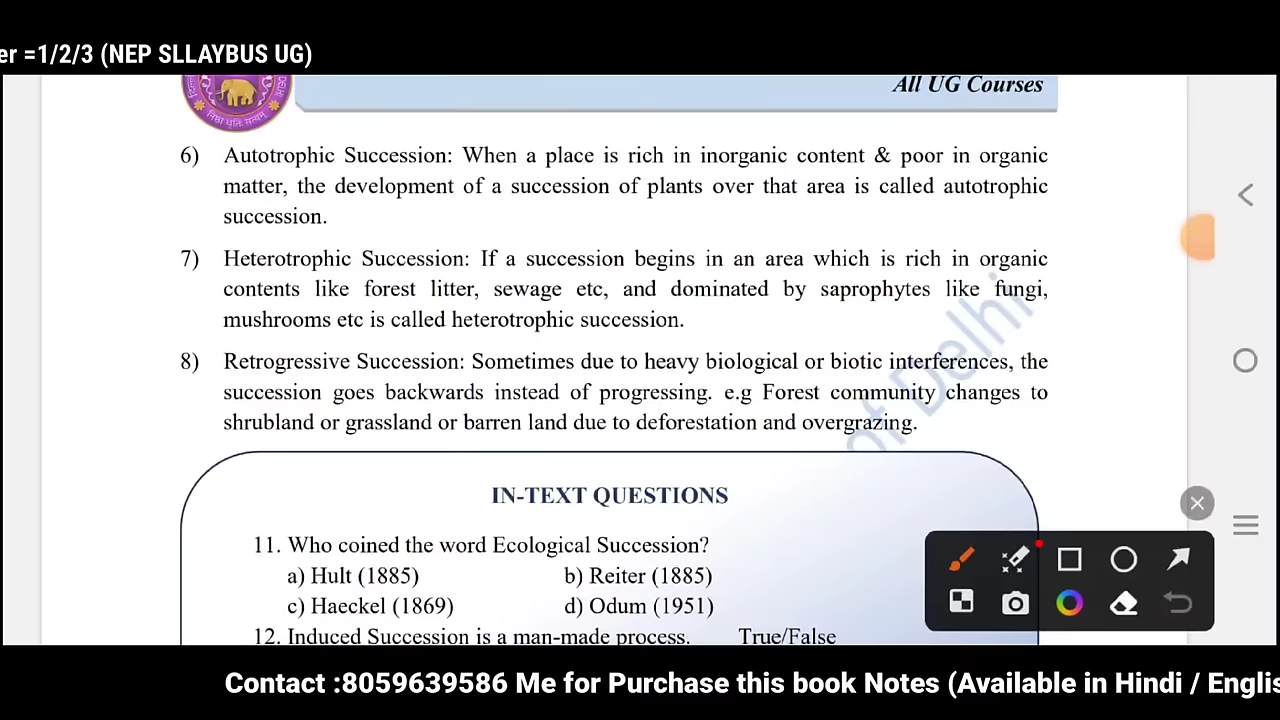 er =1/2/3 (NEP SLLAYBUS UG)
All UG Courses
निष्ठा धृतिः सत्यम्
6) Autotrophic Succession: When a place is rich in inorganic content & poor in organic
matter, the development of a succession of plants over that area is called autotrophic
succession.
7) Heterotrophic Succession: If a succession begins in an area which is rich in organic
contents like forest litter, sewage etc, and dominated by saprophytes like fungi,
mushrooms etc is called heterotrophic succession.
8) Retrogressive Succession: Sometimes due to heavy biological or biotic interferences, the
succession goes backwards instead of progressing. e.g Forest community changes to
shrubland or grassland or barren land due to deforestation and overgrazing.
of Delhi
IN-TEXT QUESTIONS
11. Who coined the word Ecological Succession?
a) Hult (1885) b) Reiter (1885)
c) Haeckel (1869) d) Odum (1951)
12. Induced Succession is a man-made process. True/False
Contact :8059639586 Me for Purchase this book Notes (Available in Hindi / Englis